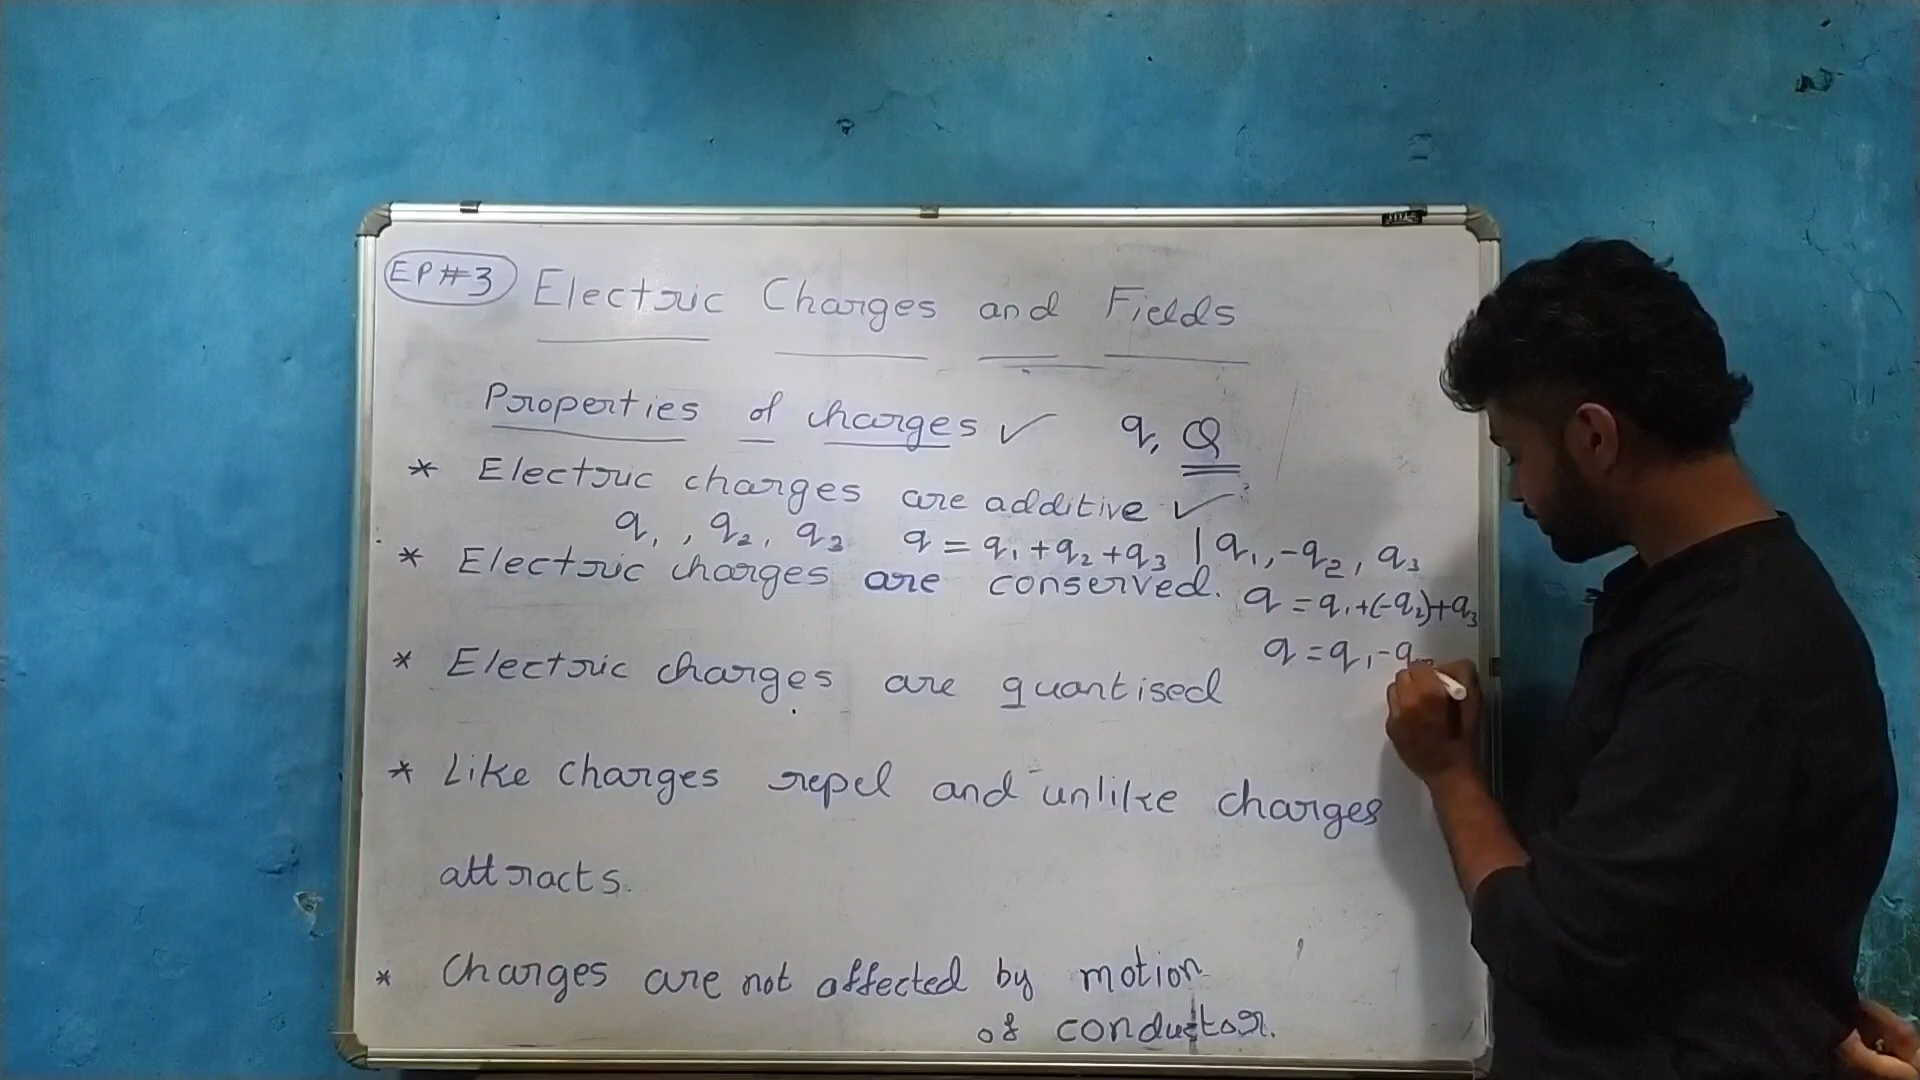 EP#3 Electric Charges and Fields
Properties of charges ✓ q, Q
* Electric charges are additive ✓
q1, q2, q3 q = q1 + q2 + q3 | q1, -q2, q3
* Electric charges are conserved. q = q1 + (-q2) + q3
q = q1 - q
* Electric charges are quantised
* Like charges repel and unlike charges
attracts.
* Charges are not affected by motion
of conductor.